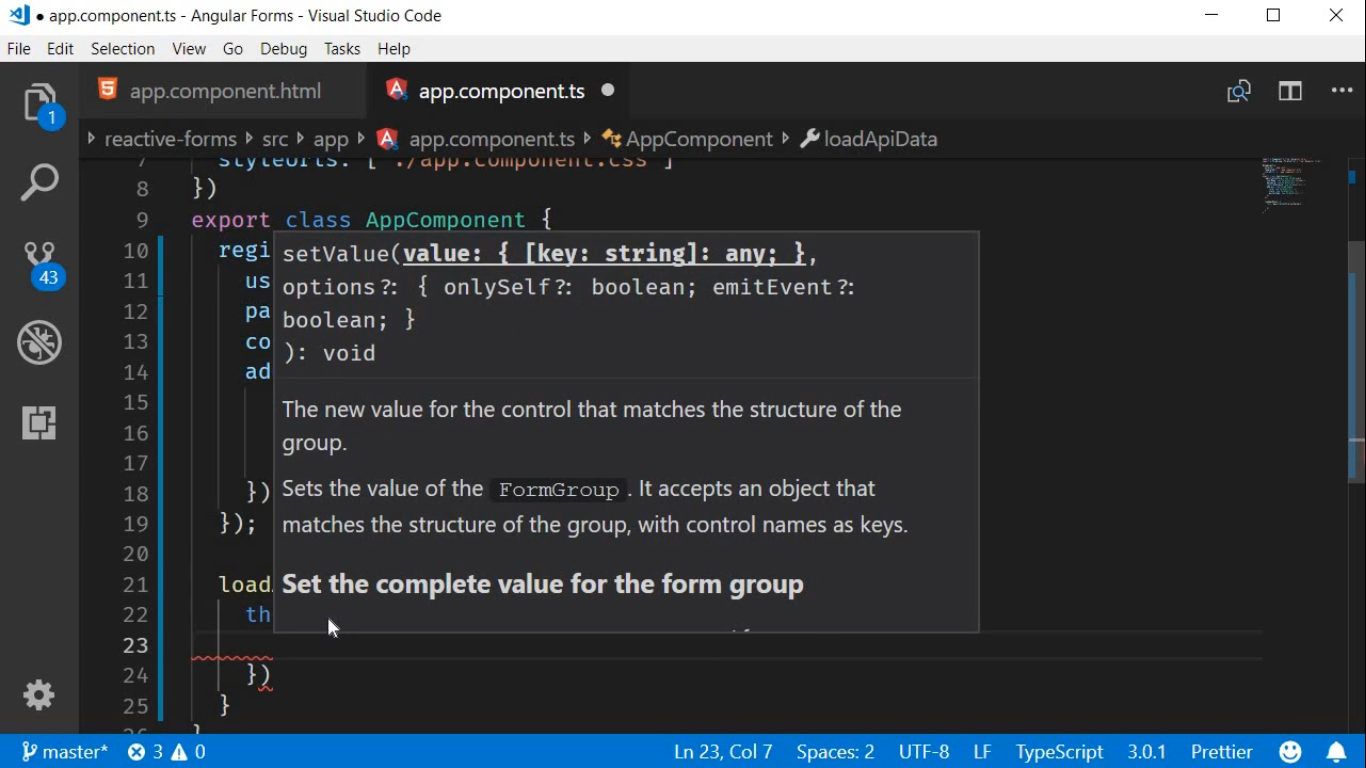 app.component.ts - Angular Forms - Visual Studio Code
File Edit Selection View Go Debug Tasks Help
app.component.html app.component.ts
reactive-forms src app app.component.ts AppComponent loadApiData
7 styleUrls: [ './app.component.css' ]
8 })
9 export class AppComponent {
10 regi
11 us
12 pa
13 co
14 ad
15
16
17
18 })
19 });
20
21 load
22 th
23
24 })
25 }
setValue(value: { [key: string]: any; },
options?: { onlySelf?: boolean; emitEvent?:
boolean; }
): void
The new value for the control that matches the structure of the
group.
Sets the value of the FormGroup . It accepts an object that
matches the structure of the group, with control names as keys.
Set the complete value for the form group
1
43
master* 3 0 Ln 23, Col 7 Spaces: 2 UTF-8 LF TypeScript 3.0.1 Prettier